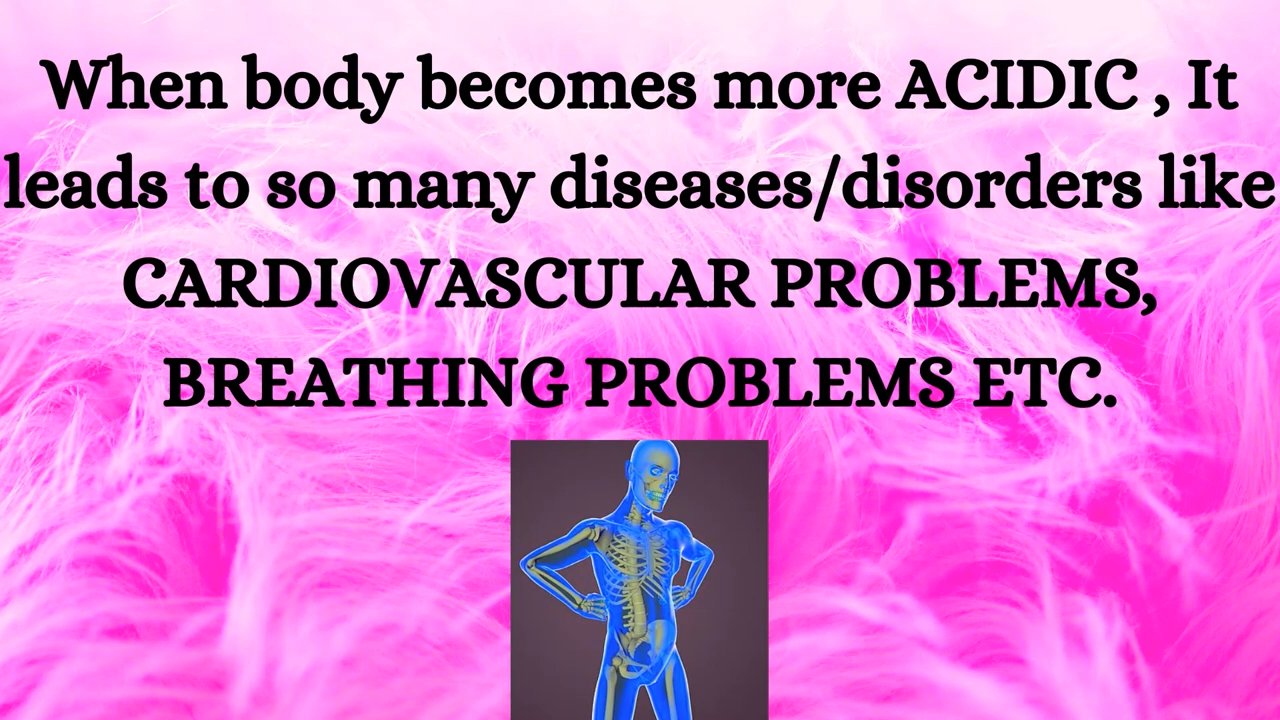 When body becomes more ACIDIC , It
leads to so many diseases/disorders like
CARDIOVASCULAR PROBLEMS,
BREATHING PROBLEMS ETC.